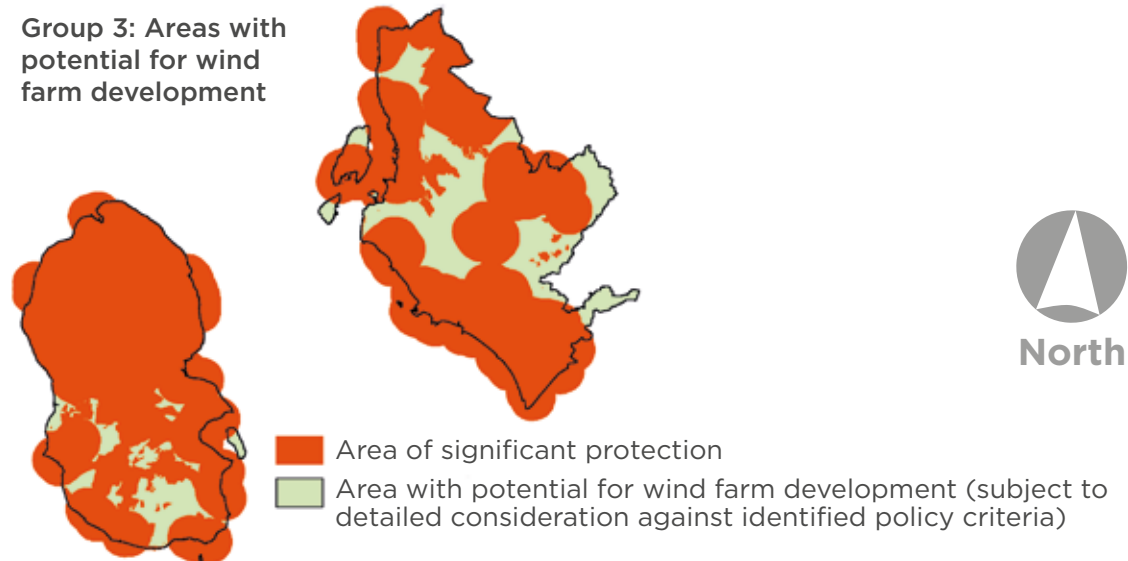 Group 3: Areas with
potential for wind
farm development
North
Area of significant protection
Area with potential for wind farm development (subject to
detailed consideration against identified policy criteria)